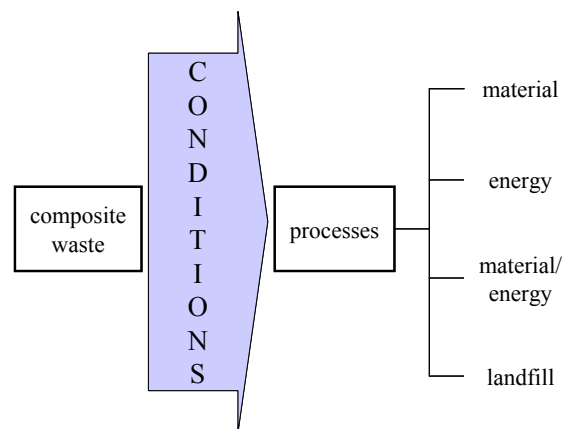 composite
waste
C
O
N
D
I
T
I
O
N
S
processes
material
energy
material/
energy
landfill